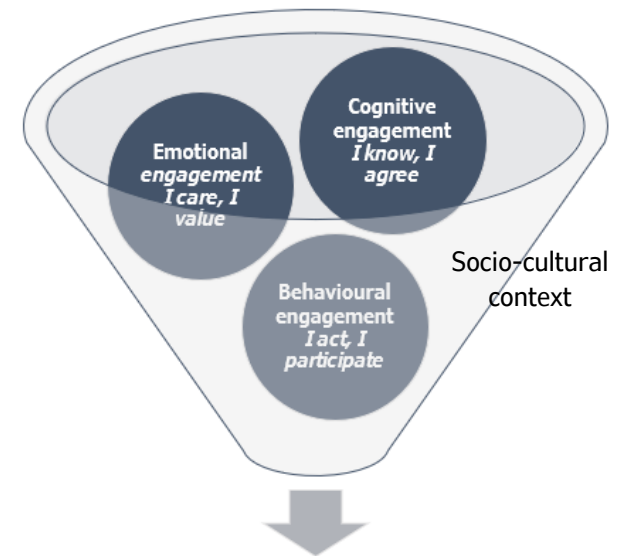 Cognitive
engagement
I know, I
agree
Emotional
engagement
I care, I
value
Socio-cultural
context
Behavioural
engagement
I act, I
participate